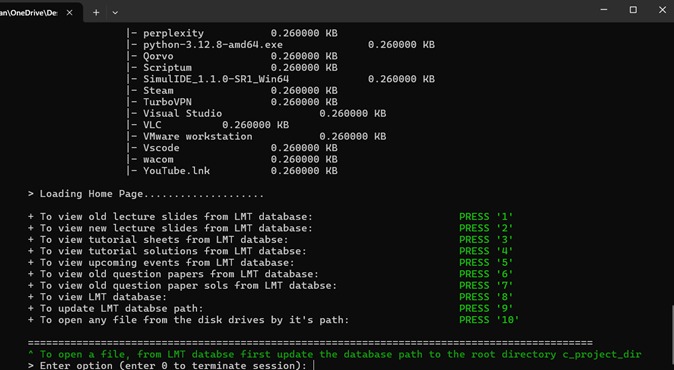 an\OneDrive\De:
|- perplexity 0.260000 KB
|- python-3.12.8-amd64.exe 0.260000 KB
|- Qorvo 0.260000 KB
|- Scriptum 0.260000 KB
|- SimulIDE_1.1.0-SR1_Win64 0.260000 KB
|- Steam 0.260000 KB
|- TurboVPN 0.260000 KB
|- Visual Studio 0.260000 KB
|- VLC 0.260000 KB
|- VMware workstation 0.260000 KB
|- Vscode 0.260000 KB
|- wacom 0.260000 KB
|- YouTube.lnk 0.260000 KB
> Loading Home Page....................
+ To view old lecture slides from LMT database: PRESS '1'
+ To view new lecture slides from LMT database: PRESS '2'
+ To view tutorial sheets from LMT databse: PRESS '3'
+ To view tutorial solutions from LMT databse: PRESS '4'
+ To view upcoming events from LMT databse: PRESS '5'
+ To view old question papers from LMT databse: PRESS '6'
+ To view old question paper sols from LMT databse: PRESS '7'
+ To view LMT database: PRESS '8'
+ To update LMT databse path: PRESS '9'
+ To open any file from the disk drives by it's path: PRESS '10'
=============================================================================================
^ To open a file, from LMT databse first update the database path to the root directory c_project_dir
> Enter option (enter 0 to terminate session):